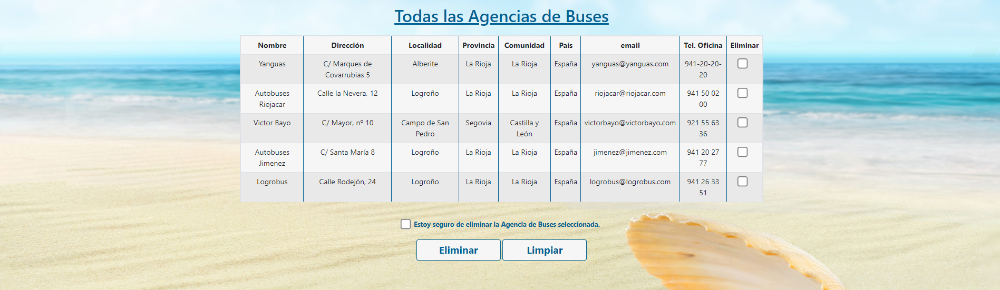 Todas las Agencias de Buses
Nombre Dirección Localidad Provincia Comunidad País email Tel. Oficina Eliminar
Yanguas C/ Marques de Covarrubias 5 Alberite La Rioja La Rioja España yanguas@yanguas.com 941-20-20-20
Autobuses Riojacar Calle la Nevera, 12 Logroño La Rioja La Rioja España riojacar@riojacar.com 941 50 02 00
Victor Bayo C/ Mayor, nº 10 Campo de San Pedro Segovia Castilla y León España victorbayo@victorbayo.com 921 55 63 36
Autobuses Jimenez C/ Santa María 8 Logroño La Rioja La Rioja España jimenez@jimenez.com 941 20 27 77
Logrobus Calle Rodejón, 24 Logroño La Rioja La Rioja España logrobus@logrobus.com 941 26 33 51
Estoy seguro de eliminar la Agencia de Buses seleccionada.
Eliminar Limpiar